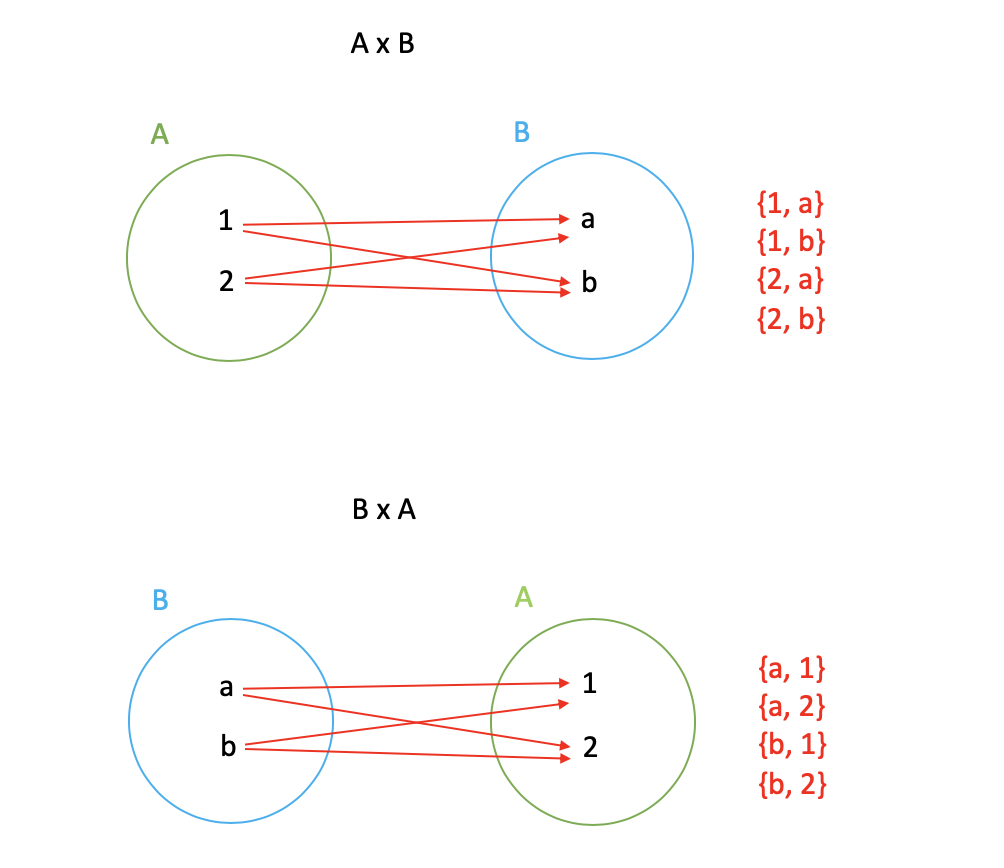 A x B
A
B
1
a
2
b
{1, a}
{1, b}
{2, a}
{2, b}
B x A
B
A
a
1
b
2
{a, 1}
{a, 2}
{b, 1}
{b, 2}